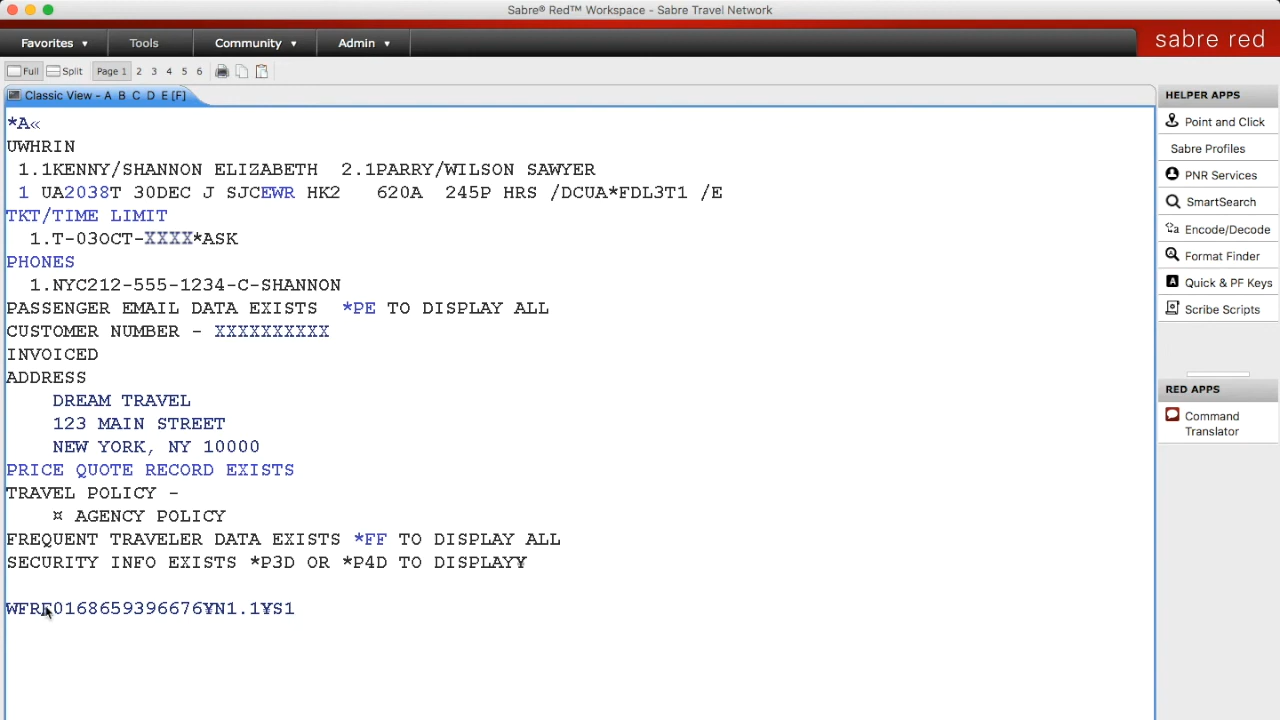 Sabre® Red™ Workspace - Sabre Travel Network
Favorites ▾ Tools Community ▾ Admin ▾ sabre red
Full Split Page 1 2 3 4 5 6
Classic View - A B C D E [F]
*A«
UWHRIN
1.1KENNY/SHANNON ELIZABETH 2.1PARRY/WILSON SAWYER
1 UA2038T 30DEC J SJCEWR HK2 620A 245P HRS /DCUA*FDL3T1 /E
TKT/TIME LIMIT
1.T-03OCT-XXXX*ASK
PHONES
1.NYC212-555-1234-C-SHANNON
PASSENGER EMAIL DATA EXISTS *PE TO DISPLAY ALL
CUSTOMER NUMBER - XXXXXXXXXX
INVOICED
ADDRESS
DREAM TRAVEL
123 MAIN STREET
NEW YORK, NY 10000
PRICE QUOTE RECORD EXISTS
TRAVEL POLICY -
¤ AGENCY POLICY
FREQUENT TRAVELER DATA EXISTS *FF TO DISPLAY ALL
SECURITY INFO EXISTS *P3D OR *P4D TO DISPLAY¥
WFRF0168659396676¥N1.1¥S1
HELPER APPS
Point and Click
Sabre Profiles
PNR Services
SmartSearch
Encode/Decode
Format Finder
Quick & PF Keys
Scribe Scripts
RED APPS
Command
Translator